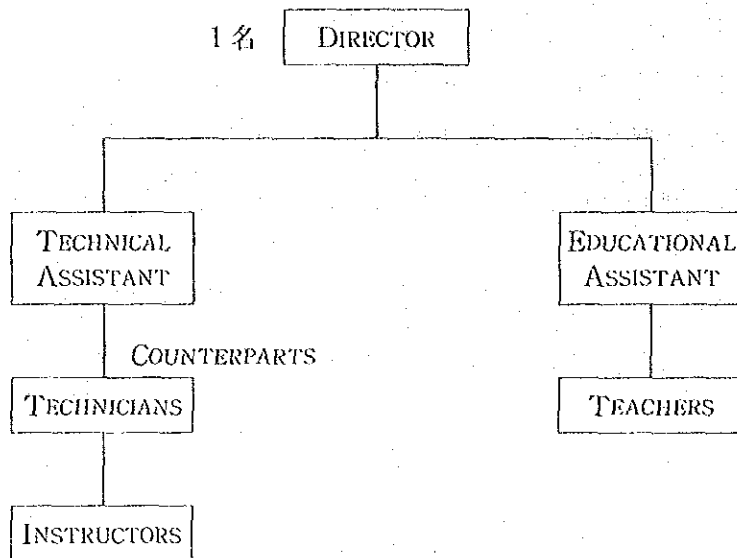 1名 DIRECTOR
TECHNICAL
ASSISTANT
EDUCATIONAL
ASSISTANT
COUNTERPARTS
TECHNICIANS
TEACHERS
INSTRUCTORS